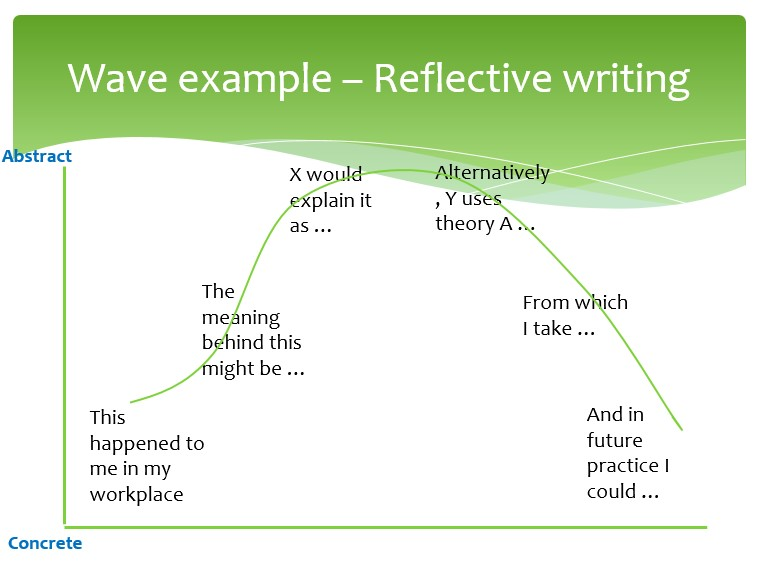 Wave example – Reflective writing
Abstract
This
happened to
me in my
workplace
The
meaning
behind this
might be …
X would
explain it
as …
Alternatively
, Y uses
theory A …
From which
I take …
And in
future
practice I
could …
Concrete